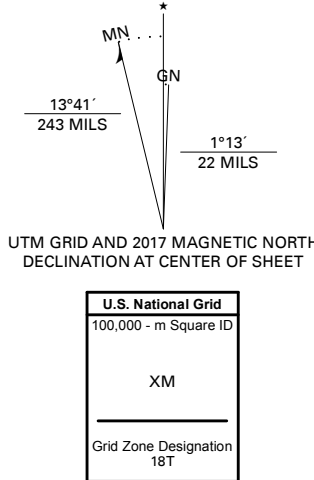 ★
MN
GN
13°41´
243 MILS
1°13´
22 MILS
UTM GRID AND 2017 MAGNETIC NORTH
DECLINATION AT CENTER OF SHEET
U.S. National Grid
100,000 - m Square ID
XM
Grid Zone Designation
18T